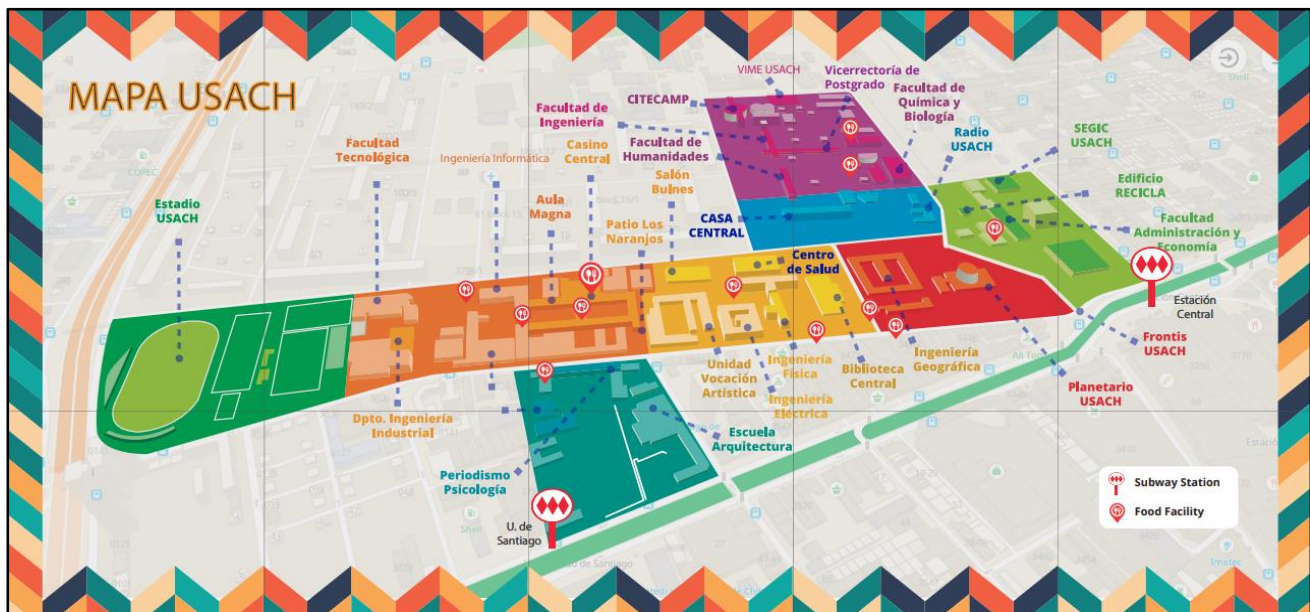 MAPA USACH
VIME USACH
Vicerrectoría de
Postgrado
CITECAMP
Facultad de
Química y
Biología
Facultad de
Ingeniería
Casino
Central
Facultad de
Humanidades
Radio
USACH
SEGIC
USACH
Facultad
Tecnológica
Ingeniería Informática
Salón
Bulnes
Edificio
RECICLA
Estadio
USACH
Aula
Magna
Patio Los
Naranjos
CASA
CENTRAL
Facultad
Administración y
Economía
Centro
de Salud
Estación
Central
Frontis
USACH
Unidad
Vocación
Artística
Ingeniería
Física
Biblioteca
Central
Ingeniería
Geográfica
Planetario
USACH
Ingeniería
Eléctrica
Dpto. Ingeniería
Industrial
Escuela
Arquitectura
Periodismo
Psicología
U. de
Santiago
Subway Station
Food Facility
COPEC
Shell
Shell